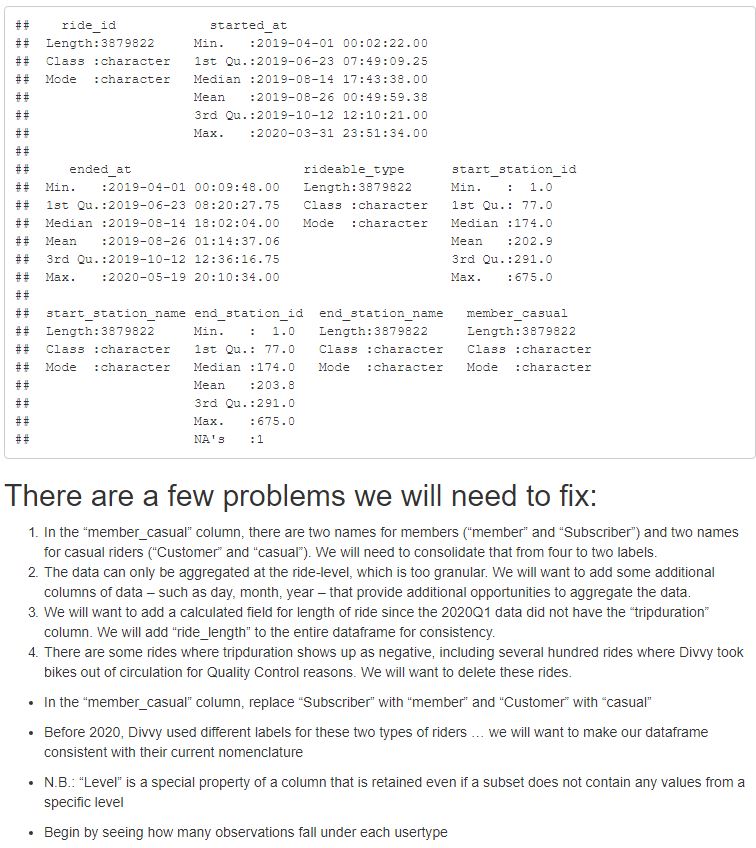 ##     ride_id            started_at
##  Length:3879822     Min.   :2019-04-01 00:02:22.00
##  Class :character   1st Qu.:2019-06-23 07:49:09.25
##  Mode  :character   Median :2019-08-14 17:43:38.00
##                     Mean   :2019-08-26 00:49:59.38
##                     3rd Qu.:2019-10-12 12:10:21.00
##                     Max.   :2020-03-31 23:51:34.00
##
##     ended_at                      rideable_type      start_station_id
##  Min.   :2019-04-01 00:09:48.00   Length:3879822     Min.   :  1.0
##  1st Qu.:2019-06-23 08:20:27.75   Class :character   1st Qu.: 77.0
##  Median :2019-08-14 18:02:04.00   Mode  :character   Median :174.0
##  Mean   :2019-08-26 01:14:37.06                      Mean   :202.9
##  3rd Qu.:2019-10-12 12:36:16.75                      3rd Qu.:291.0
##  Max.   :2020-05-19 20:10:34.00                      Max.   :675.0
##
##  start_station_name end_station_id  end_station_name   member_casual
##  Length:3879822     Min.   :  1.0   Length:3879822     Length:3879822
##  Class :character   1st Qu.: 77.0   Class :character   Class :character
##  Mode  :character   Median :174.0   Mode  :character   Mode  :character
##                     Mean   :203.8
##                     3rd Qu.:291.0
##                     Max.   :675.0
##                     NA's   :1
There are a few problems we will need to fix:
1. In the “member_casual” column, there are two names for members (“member” and “Subscriber”) and two names
for casual riders (“Customer” and “casual”). We will need to consolidate that from four to two labels.
2. The data can only be aggregated at the ride-level, which is too granular. We will want to add some additional
columns of data – such as day, month, year – that provide additional opportunities to aggregate the data.
3. We will want to add a calculated field for length of ride since the 2020Q1 data did not have the “tripduration”
column. We will add “ride_length” to the entire dataframe for consistency.
4. There are some rides where tripduration shows up as negative, including several hundred rides where Divvy took
bikes out of circulation for Quality Control reasons. We will want to delete these rides.
• In the “member_casual” column, replace “Subscriber” with “member” and “Customer” with “casual”
• Before 2020, Divvy used different labels for these two types of riders … we will want to make our dataframe
consistent with their current nomenclature
• N.B.: “Level” is a special property of a column that is retained even if a subset does not contain any values from a
specific level
• Begin by seeing how many observations fall under each usertype